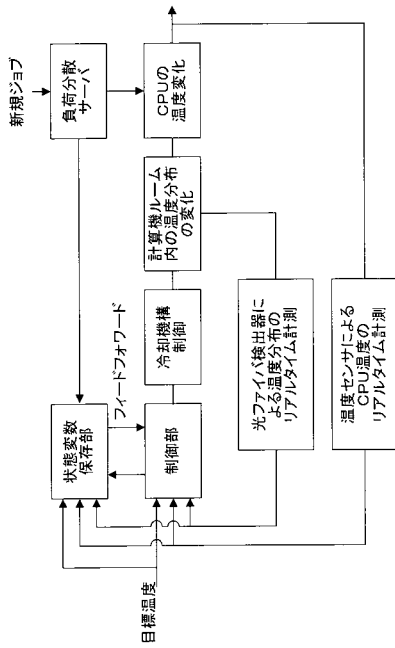 新規ジョブ
負荷分散
サーバ
状態変数
保存部
フィードフォワード
目標温度
制御部
冷却機構
制御
計算機ルーム
内の温度分布
の変化
CPUの
温度変化
光ファイバ検出器に
よる温度分布の
リアルタイム計測
温度センサによる
CPU温度の
リアルタイム計測